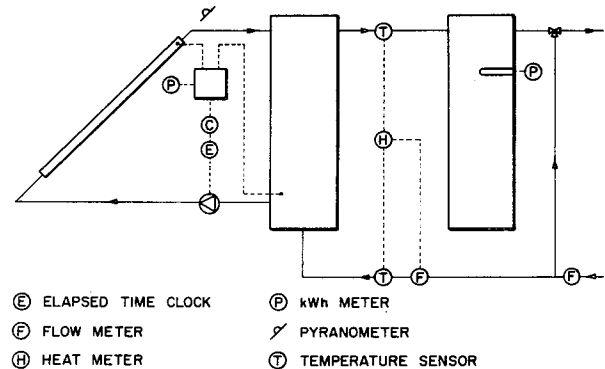 T
P
P
C
E
H
T
F
F
E ELAPSED TIME CLOCK
P kWh METER
F FLOW METER
PYRANOMETER
H HEAT METER
T TEMPERATURE SENSOR